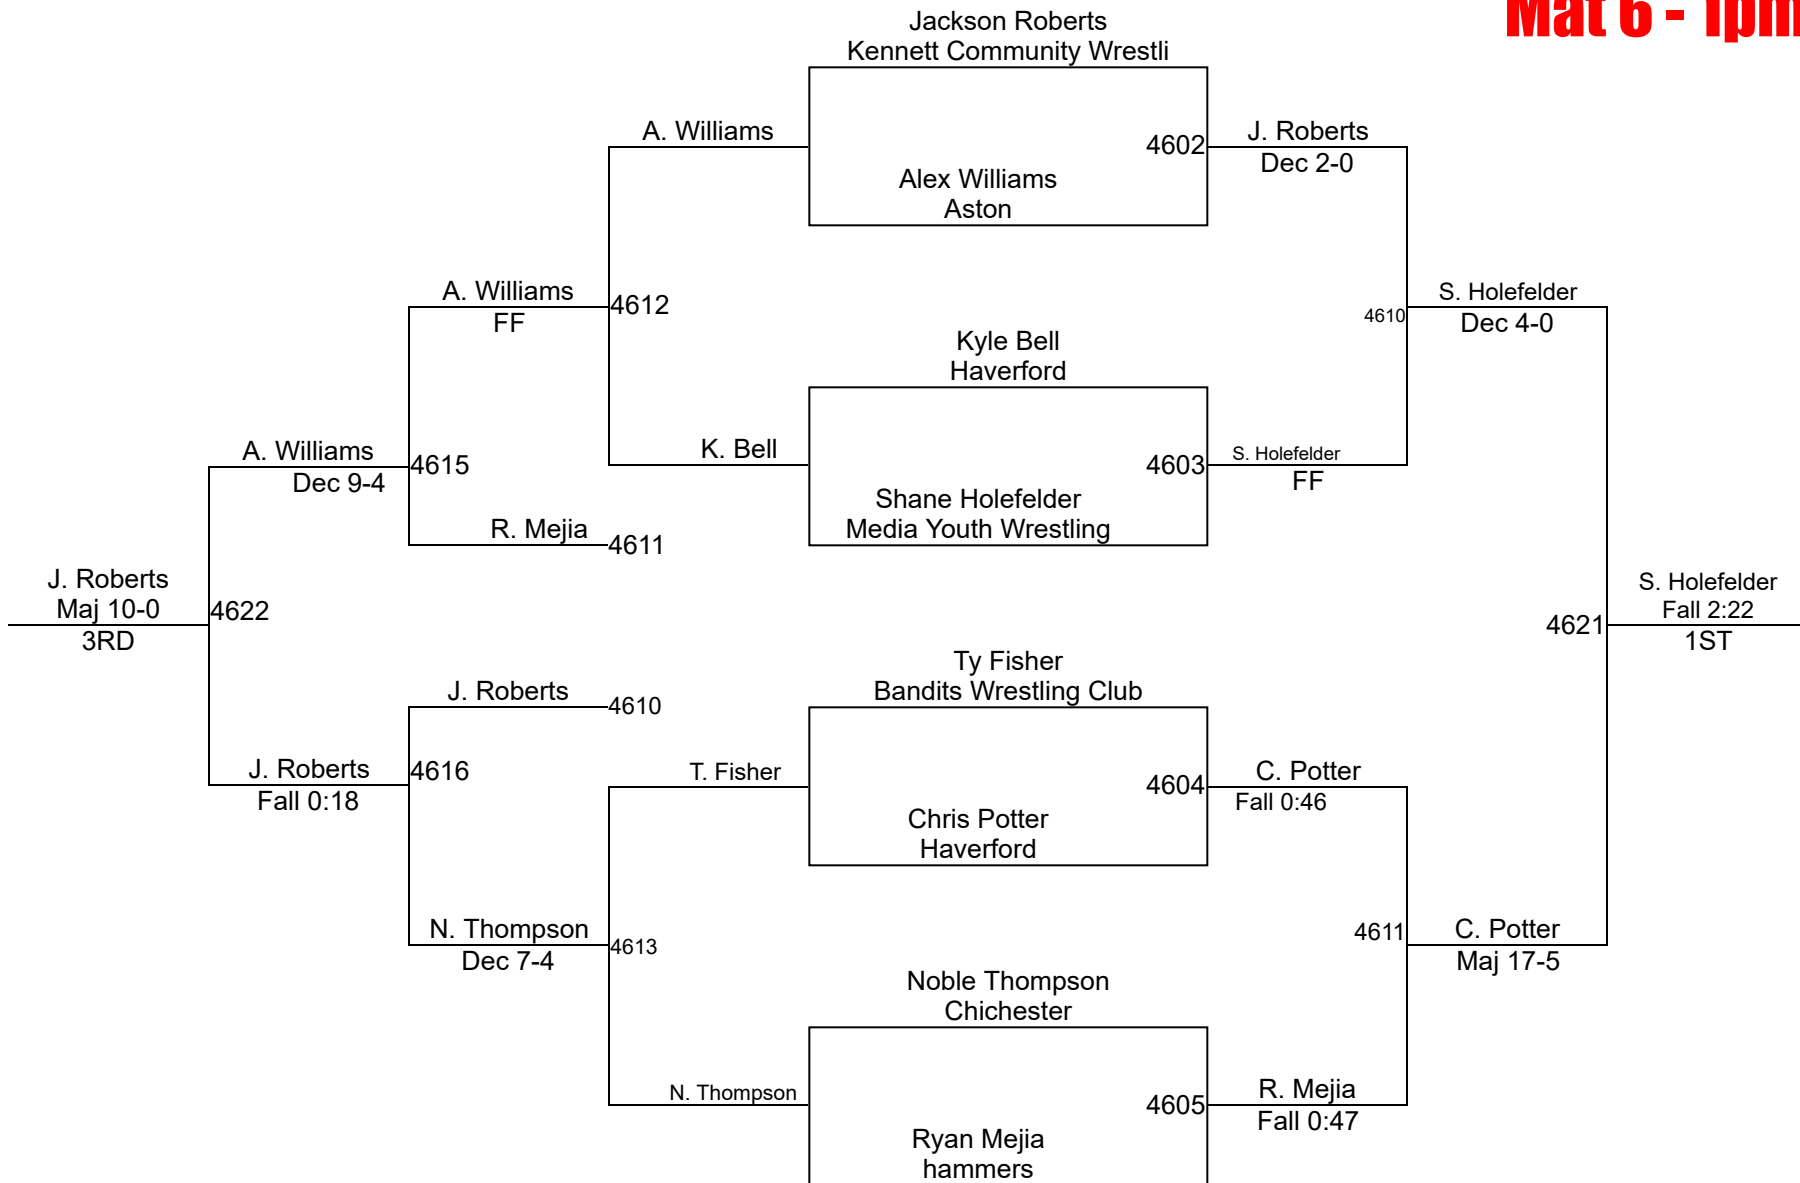 Mat 6 - 1pm
Jackson Roberts
Kennett Community Wrestli
A. Williams
4602
J. Roberts
Dec 2-0
Alex Williams
Aston
A. Williams
FF
4612
4610
S. Holefelder
Dec 4-0
Kyle Bell
Haverford
A. Williams
Dec 9-4
4615
K. Bell
4603
S. Holefelder
FF
Shane Holefelder
Media Youth Wrestling
R. Mejia
4611
J. Roberts
Maj 10-0
3RD
4622
4621
S. Holefelder
Fall 2:22
1ST
Ty Fisher
Bandits Wrestling Club
J. Roberts
4610
J. Roberts
Fall 0:18
4616
T. Fisher
4604
C. Potter
Fall 0:46
Chris Potter
Haverford
N. Thompson
Dec 7-4
4613
4611
C. Potter
Maj 17-5
Noble Thompson
Chichester
N. Thompson
4605
R. Mejia
Fall 0:47
Ryan Mejia
hammers